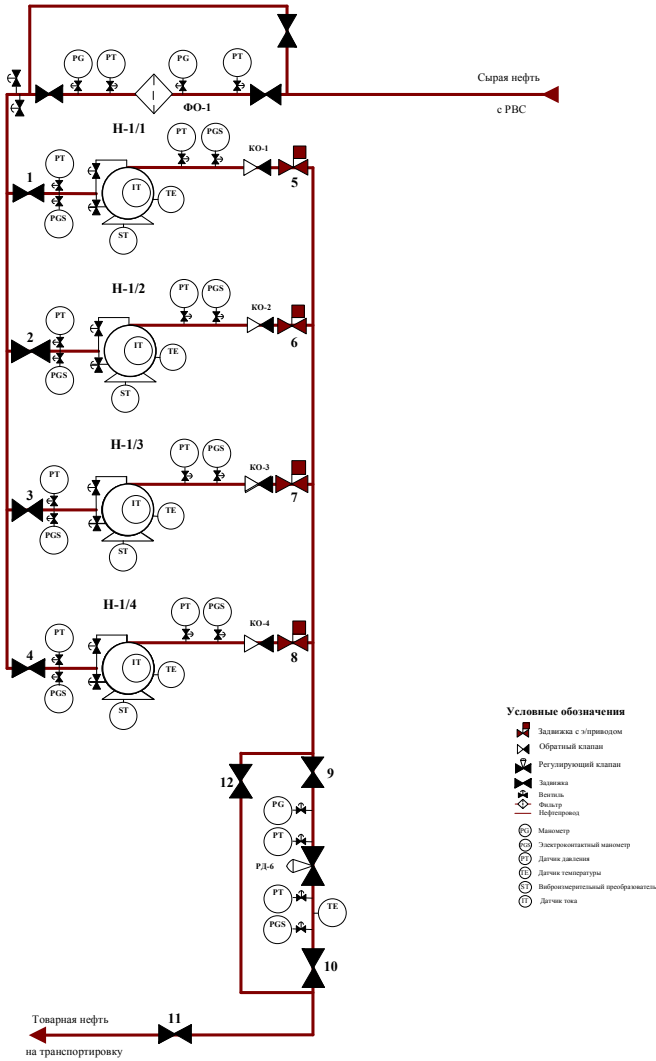 PG
PT
PG
PT
Сырая нефть
ФО-1
с РВС
Н-1/1
PT
PGS
КО-1
PT
1
IT
TE
5
PGS
ST
Н-1/2
PT
PGS
КО-2
PT
2
IT
TE
6
PGS
ST
Н-1/3
PT
PGS
КО-3
PT
3
IT
TE
7
PGS
ST
Н-1/4
PT
PGS
КО-4
PT
4
IT
TE
8
PGS
ST
12
9
PG
PT
РД-6
PT
TE
PGS
10
11
Товарная нефть
на транспортировку
Условные обозначения
Задвижка с э/приводом
Обратный клапан
Регулирующий клапан
Задвижка
Вентиль
Фильтр
Нефтепровод
PG Манометр
PGS Электроконтактный манометр
PT Датчик давления
TE Датчик температуры
ST Виброизмерительный преобразователь
IT Датчик тока